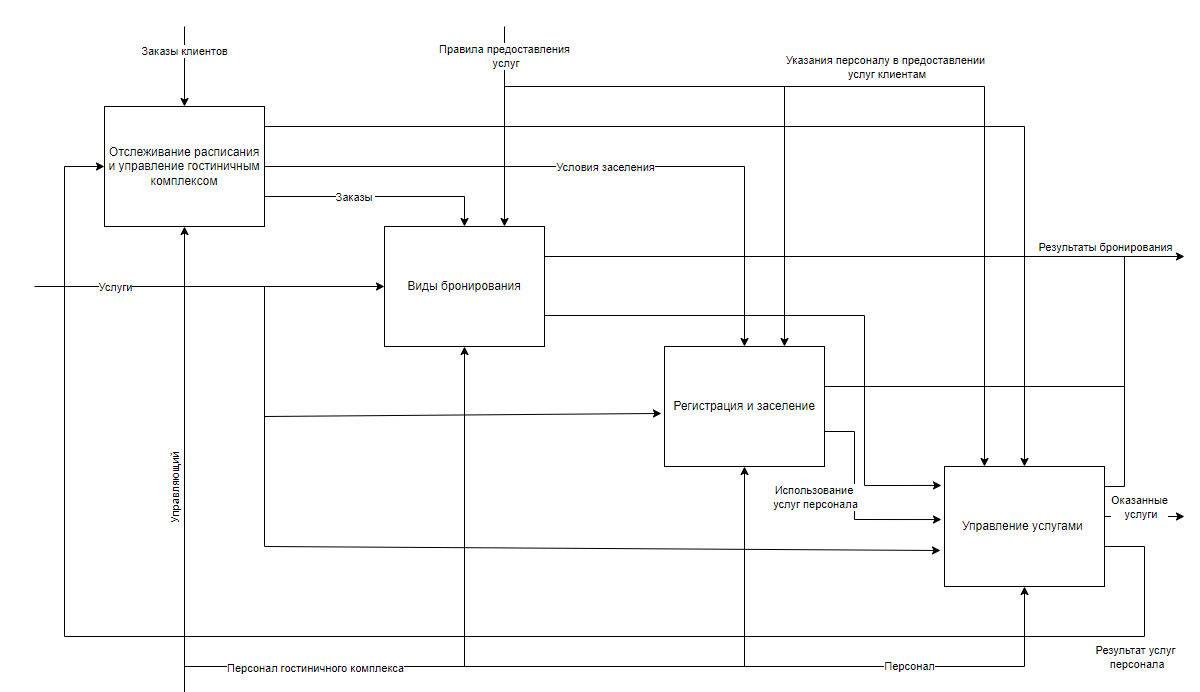 Заказы клиентов
Правила предоставления
услуг
Указания персоналу в предоставлении
услуг клиентам
Отслеживание расписания
и управление гостиничным
комплексом
Условия заселения
Заказы
Результаты бронирования
Услуги
Виды бронирования
Регистрация и заселение
Управляющий
Использование
услуг персонала
Оказанные
услуги
Управление услугами
Результат услуг
персонала
Персонал гостиничного комплекса
Персонал